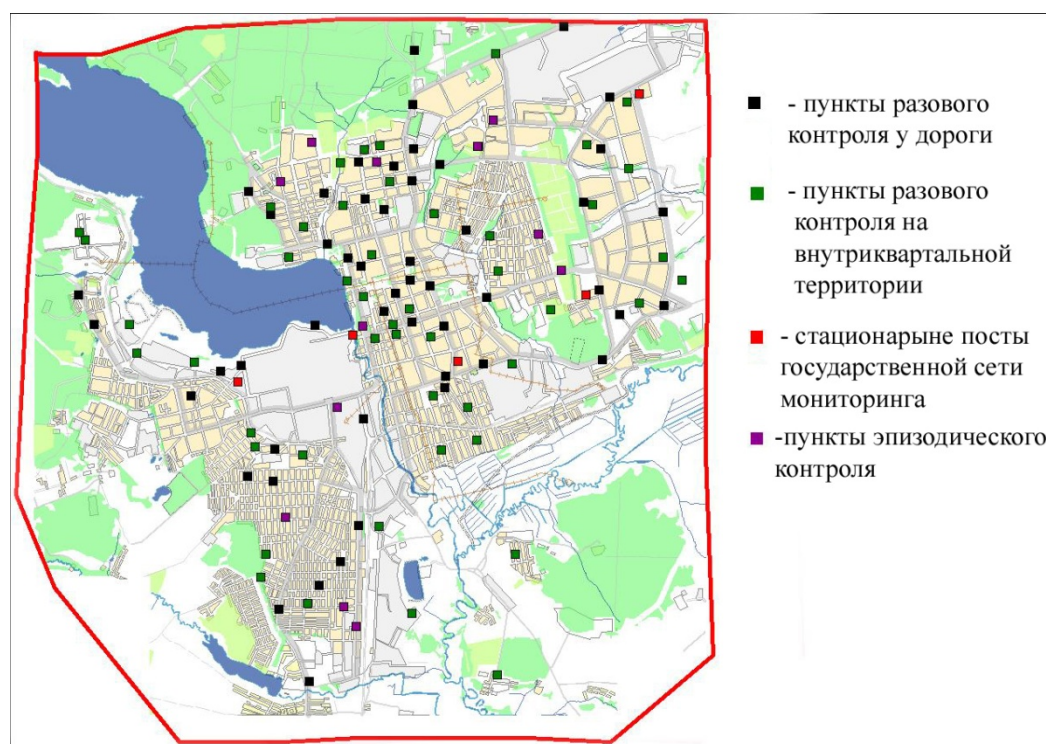 - пункты разового
контроля у дороги
- пункты разового
контроля на
внутриквартальной
территории
- стационарыне посты
государственной сети
мониторинга
-пункты эпизодического
контроля